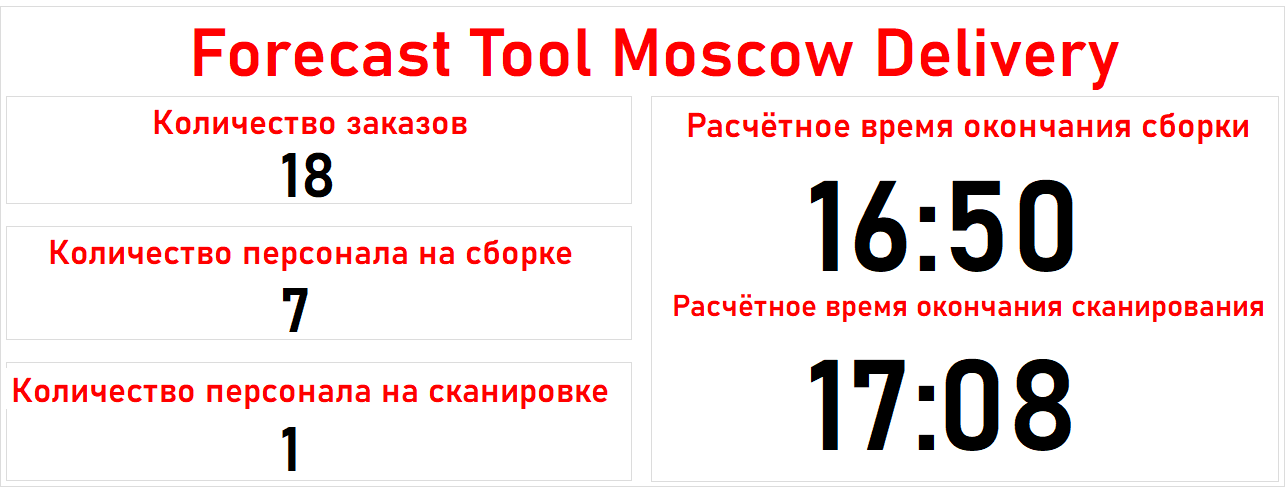 Forecast Tool Moscow Delivery
Количество заказов
18
Количество персонала на сборке
7
Количество персонала на сканировке
1
Расчётное время окончания сборки
16:50
Расчётное время окончания сканирования
17:08